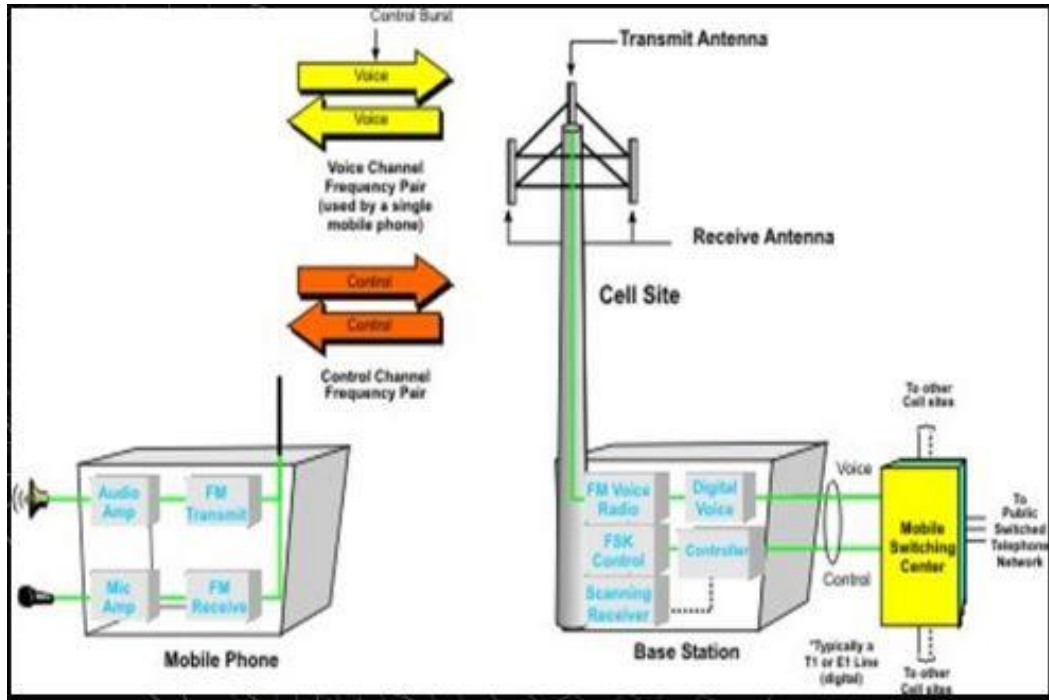 Control Burst
Voice
Voice
Voice Channel
Frequency Pair
(used by a single
mobile phone)
Control
Control
Control Channel
Frequency Pair
Transmit Antenna
Receive Antenna
Cell Site
Audio
Amp
FM
Transmit
Mic
Amp
FM
Receive
Mobile Phone
FM Voice
Radio
Digital
Voice
FSK
Control
Controller
Scanning
Receiver
Base Station
Voice
Control
*Typically a
T1 or E1 Line
(digital)
To other
Cell sites
Mobile
Switching
Center
To
Public
Switched
Telephone
Network
To other
Cell sites